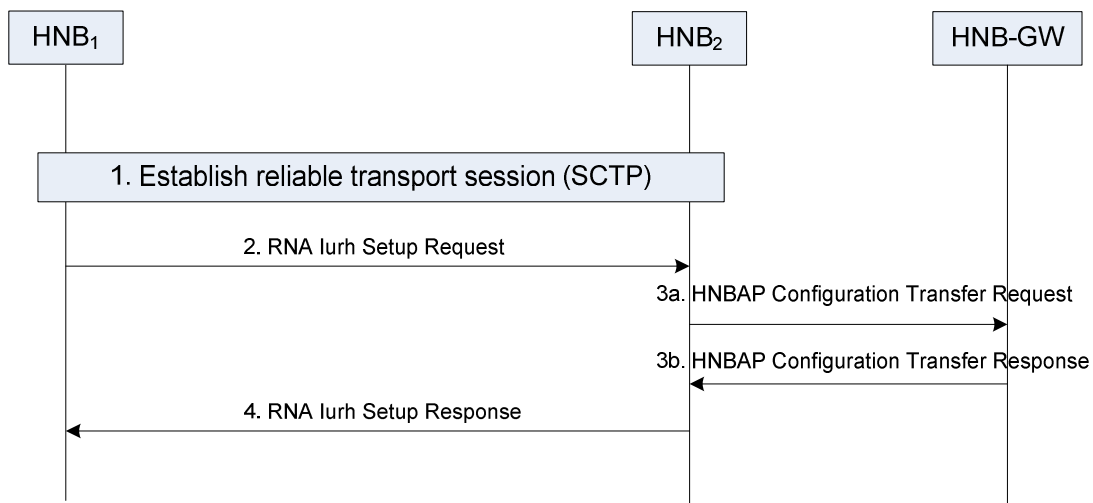 HNB₁
HNB₂
HNB-GW
1. Establish reliable transport session (SCTP)
2. RNA Iurh Setup Request
3a. HNBAP Configuration Transfer Request
3b. HNBAP Configuration Transfer Response
4. RNA Iurh Setup Response